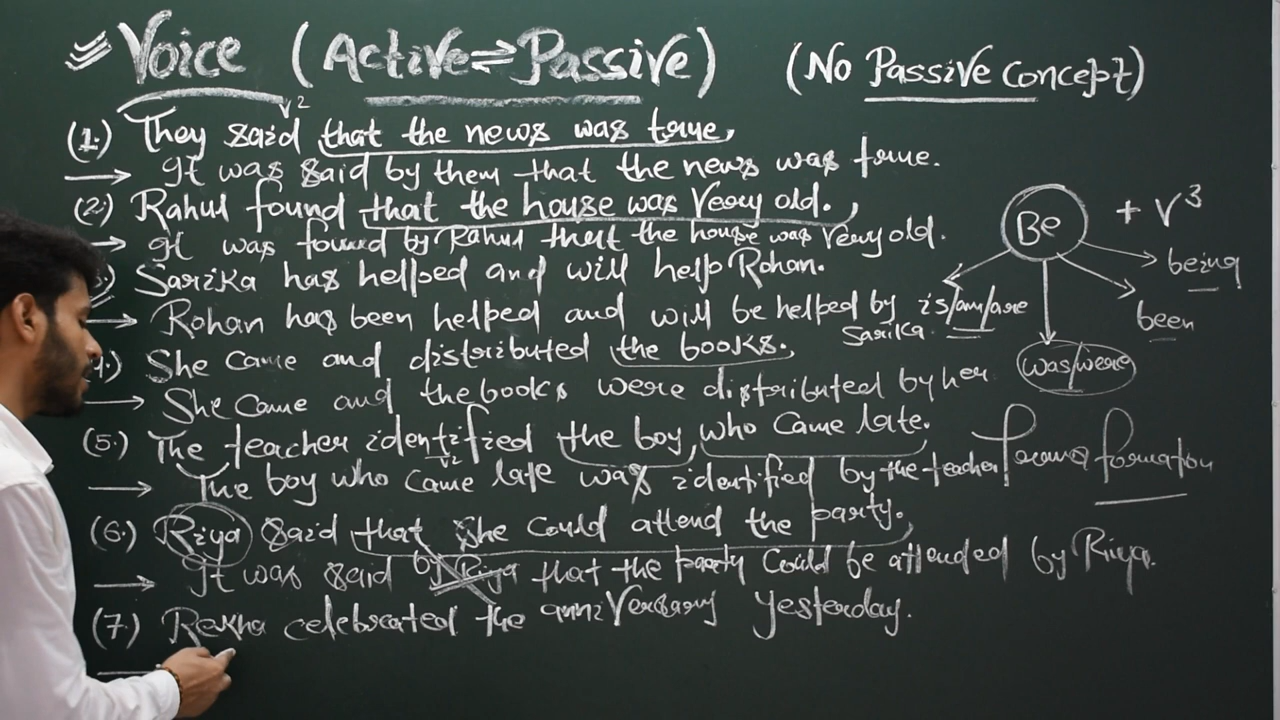 Voice (Active ⇌ Passive) (No Passive Concept)
V²
(1.) They said that the news was true.
→ It was said by them that the news was true.
(2.) Rahul found that the house was very old.
→ It was found by Rahul that the house was very old.
3.) Sarika has helped and will help Rohan.
→ Rohan has been helped and will be helped by Sarika.
4.) She came and distributed the books.
→ She came and the books were distributed by her
(5.) The teacher identified the boy who came late.
V²
→ The boy who came late was identified by the teacher
(6.) Riya said that she could attend the party.
→ It was said by Riya that the party could be attended by Riya.
(7.) Rekha celebrated the anniversary yesterday.
Be + V³
being
is/am/are
been
was/were
formation